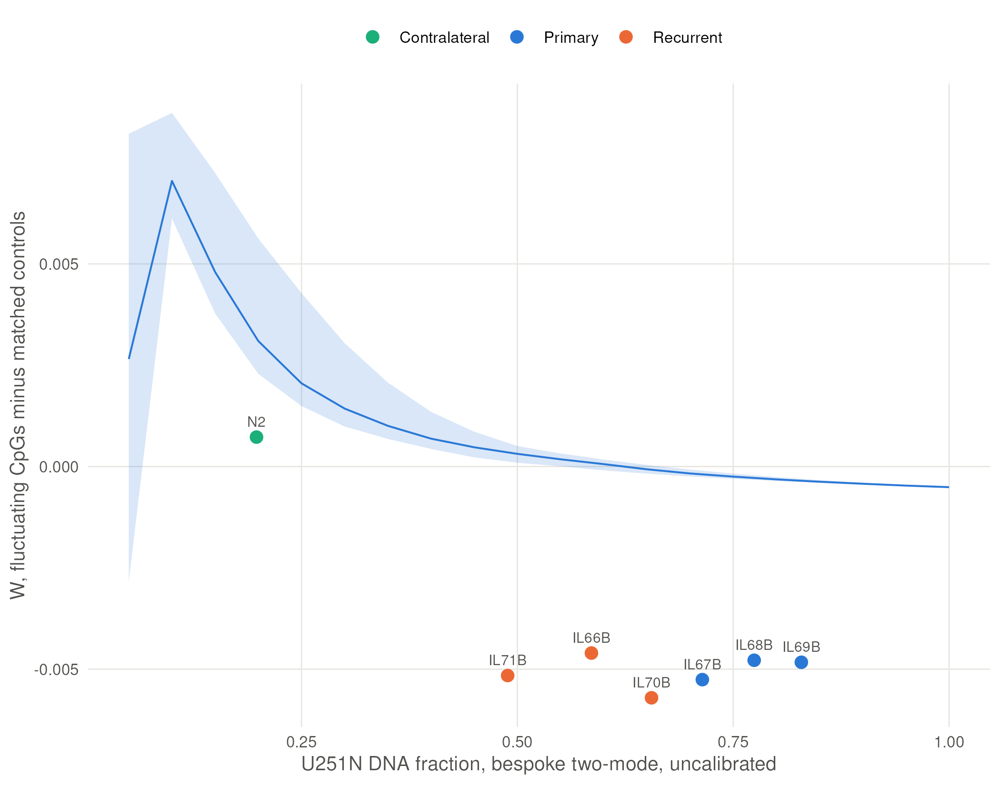 Contralateral
Primary
Recurrent
W, fluctuating CpGs minus matched controls
0.005
0.000
-0.005
N2
IL66B
IL71B
IL68B
IL69B
IL67B
IL70B
0.25
0.50
0.75
1.00
U251N DNA fraction, bespoke two-mode, uncalibrated